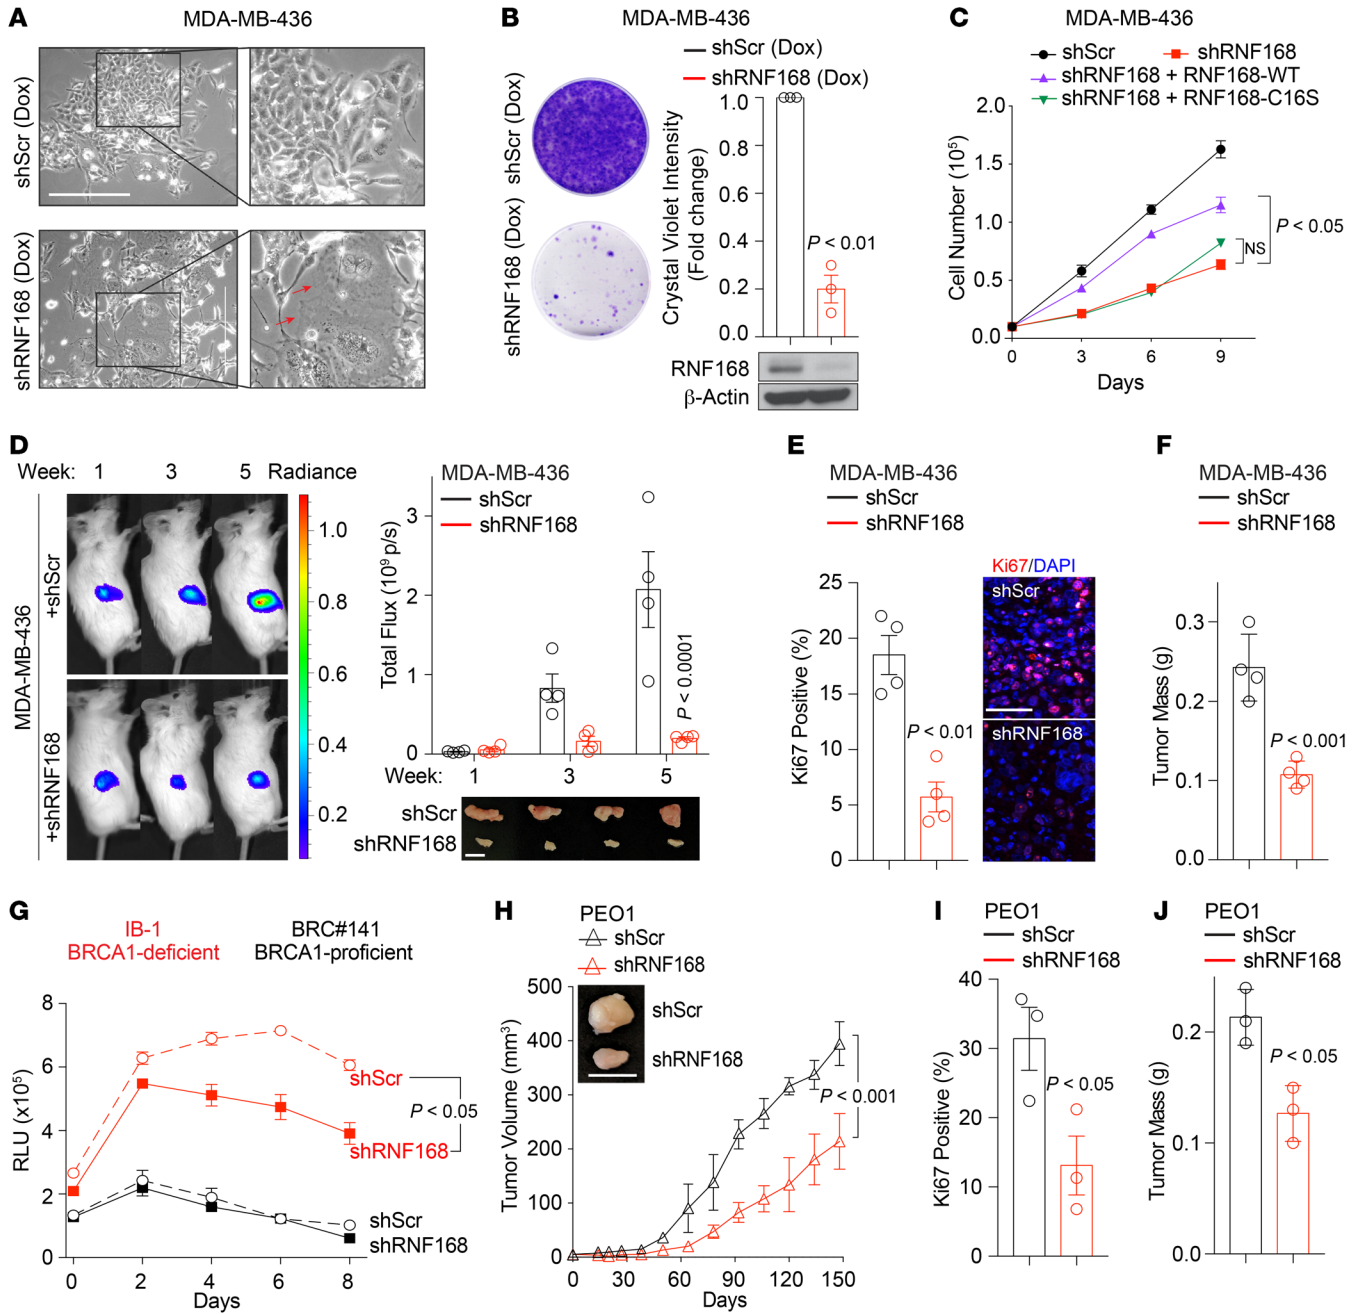 A
MDA-MB-436
shScr (Dox)
shRNF168 (Dox)
B
MDA-MB-436
shScr (Dox)
shRNF168 (Dox)
shScr (Dox)
shRNF168 (Dox)
Crystal Violet Intensity
(Fold change)
1.0
0.8
0.6
0.4
0.2
0.0
P < 0.01
RNF168
β-Actin
C
MDA-MB-436
shScr
shRNF168
shRNF168 + RNF168-WT
shRNF168 + RNF168-C16S
Cell Number (10⁵)
2.0
1.5
1.0
0.5
0.0
0 3 6 9
Days
NS
P < 0.05
D
Week: 1 3 5 Radiance
MDA-MB-436
+shScr
+shRNF168
1.0
0.8
0.6
0.4
0.2
MDA-MB-436
shScr
shRNF168
Total Flux (10⁹ p/s)
3
2
1
0
P < 0.0001
Week: 1 3 5
shScr
shRNF168
E
MDA-MB-436
shScr
shRNF168
Ki67 Positive (%)
25
20
15
10
5
0
P < 0.01
Ki67/DAPI
shScr
shRNF168
F
MDA-MB-436
shScr
shRNF168
Tumor Mass (g)
0.3
0.2
0.1
0.0
P < 0.001
G
IB-1
BRCA1-deficient
BRC#141
BRCA1-proficient
RLU (x10⁵)
8
6
4
2
0
0 2 4 6 8
Days
shScr
P < 0.05
shRNF168
shScr
shRNF168
H
PEO1
shScr
shRNF168
Tumor Volume (mm³)
500
400
300
200
100
0
0 30 60 90 120 150
Days
shScr
shRNF168
P < 0.001
I
PEO1
shScr
shRNF168
Ki67 Positive (%)
40
30
20
10
0
P < 0.05
J
PEO1
shScr
shRNF168
Tumor Mass (g)
0.2
0.1
0.0
P < 0.05